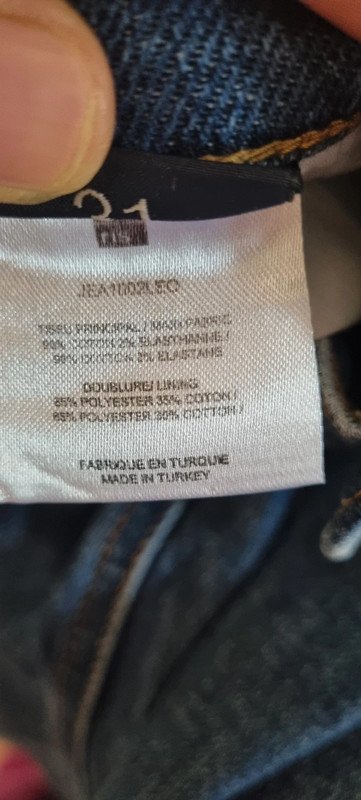 31
JEA1002LEO
TISSU PRINCIPAL / MAIN FABRIC
98% COTON 2% ELASTHANNE /
98% COTTON 2% ELASTANE
DOUBLURE/ LINING
65% POLYESTER 35% COTON /
65% POLYESTER 35% COTTON /
FABRIQUE EN TURQUIE
MADE IN TURKEY